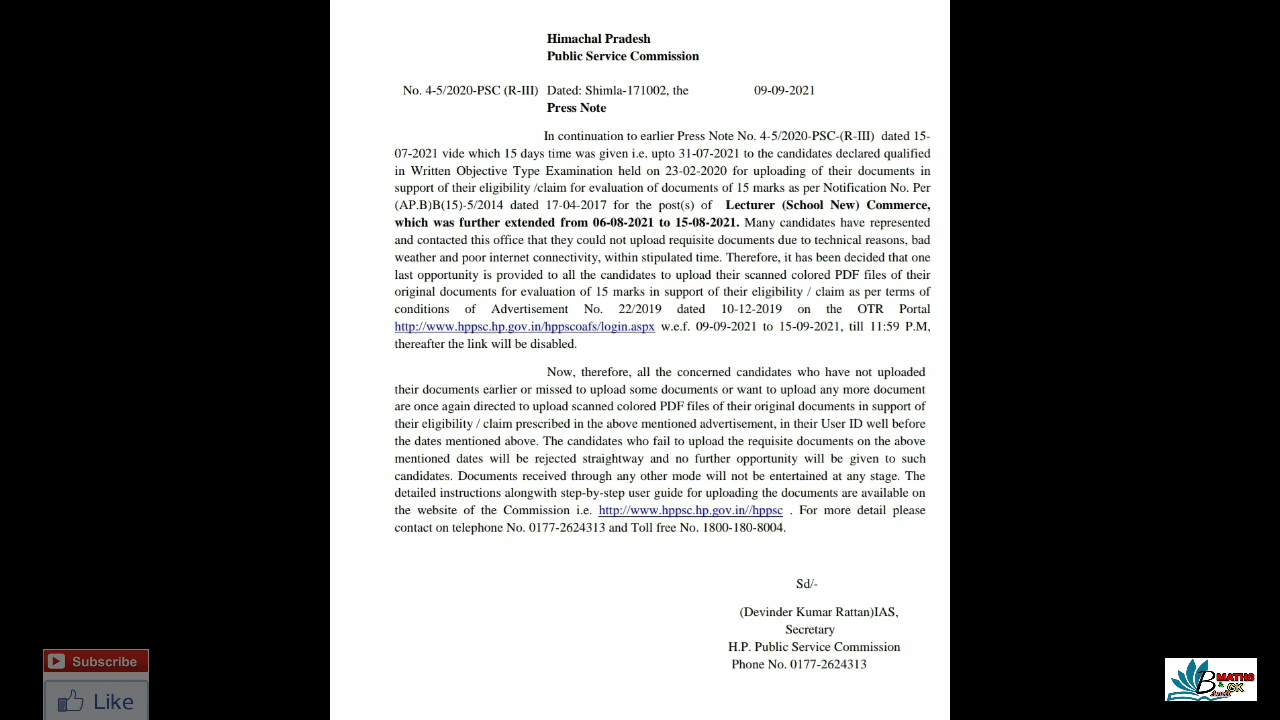 Himachal Pradesh
Public Service Commission
No. 4-5/2020-PSC (R-III) Dated: Shimla-171002, the 09-09-2021
Press Note
In continuation to earlier Press Note No. 4-5/2020-PSC-(R-III) dated 15-
07-2021 vide which 15 days time was given i.e. upto 31-07-2021 to the candidates declared qualified
in Written Objective Type Examination held on 23-02-2020 for uploading of their documents in
support of their eligibility /claim for evaluation of documents of 15 marks as per Notification No. Per
(AP.B)B(15)-5/2014 dated 17-04-2017 for the post(s) of Lecturer (School New) Commerce,
which was further extended from 06-08-2021 to 15-08-2021. Many candidates have represented
and contacted this office that they could not upload requisite documents due to technical reasons, bad
weather and poor internet connectivity, within stipulated time. Therefore, it has been decided that one
last opportunity is provided to all the candidates to upload their scanned colored PDF files of their
original documents for evaluation of 15 marks in support of their eligibility / claim as per terms of
conditions of Advertisement No. 22/2019 dated 10-12-2019 on the OTR Portal
http://www.hppsc.hp.gov.in/hppscoafs/login.aspx w.e.f. 09-09-2021 to 15-09-2021, till 11:59 P.M,
thereafter the link will be disabled.
Now, therefore, all the concerned candidates who have not uploaded
their documents earlier or missed to upload some documents or want to upload any more document
are once again directed to upload scanned colored PDF files of their original documents in support of
their eligibility / claim prescribed in the above mentioned advertisement, in their User ID well before
the dates mentioned above. The candidates who fail to upload the requisite documents on the above
mentioned dates will be rejected straightway and no further opportunity will be given to such
candidates. Documents received through any other mode will not be entertained at any stage. The
detailed instructions alongwith step-by-step user guide for uploading the documents are available on
the website of the Commission i.e. http://www.hppsc.hp.gov.in//hppsc . For more detail please
contact on telephone No. 0177-2624313 and Toll free No. 1800-180-8004.
Sd/-
(Devinder Kumar Rattan)IAS,
Secretary
H.P. Public Service Commission
Phone No. 0177-2624313
Subscribe
Like
B MATHS
& GK